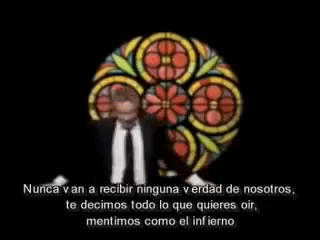 Nunca van a recibir ninguna verdad de nosotros,
te decimos todo lo que quieres oir,
mentimos como el infierno